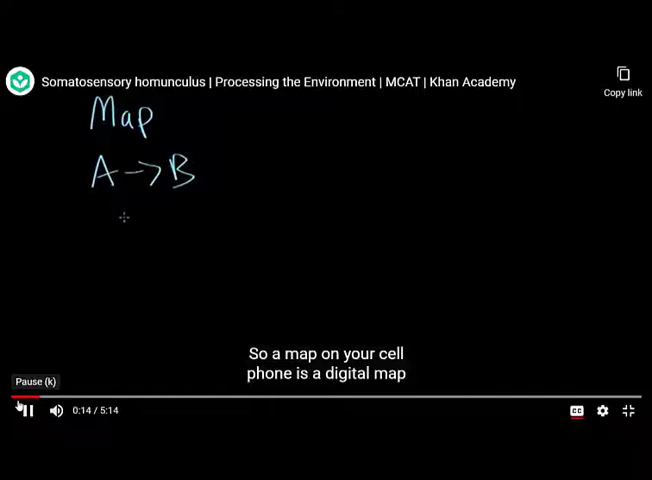 Somatosensory homunculus | Processing the Environment | MCAT | Khan Academy
Copy link
Map
A → B
So a map on your cell
phone is a digital map
Pause (k)
0:14 / 5:14
CC